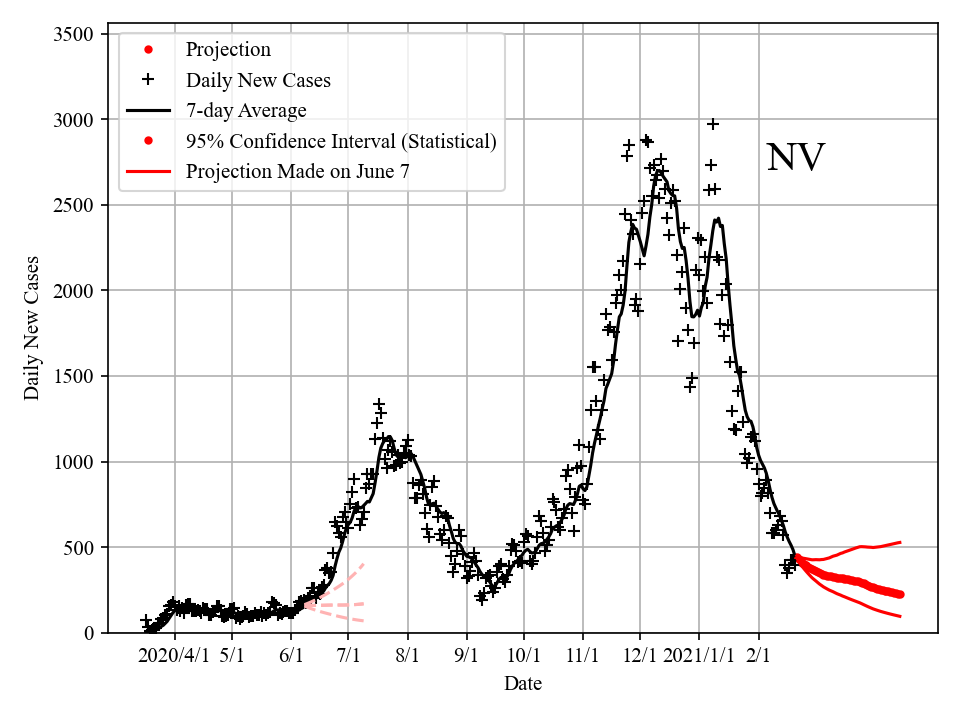 3500
3000
2500
2000
1500
1000
500
0
Daily New Cases
Projection
Daily New Cases
7-day Average
95% Confidence Interval (Statistical)
Projection Made on June 7
NV
2020/4/1 5/1 6/1 7/1 8/1 9/1 10/1 11/1 12/1 2021/1/1 2/1
Date